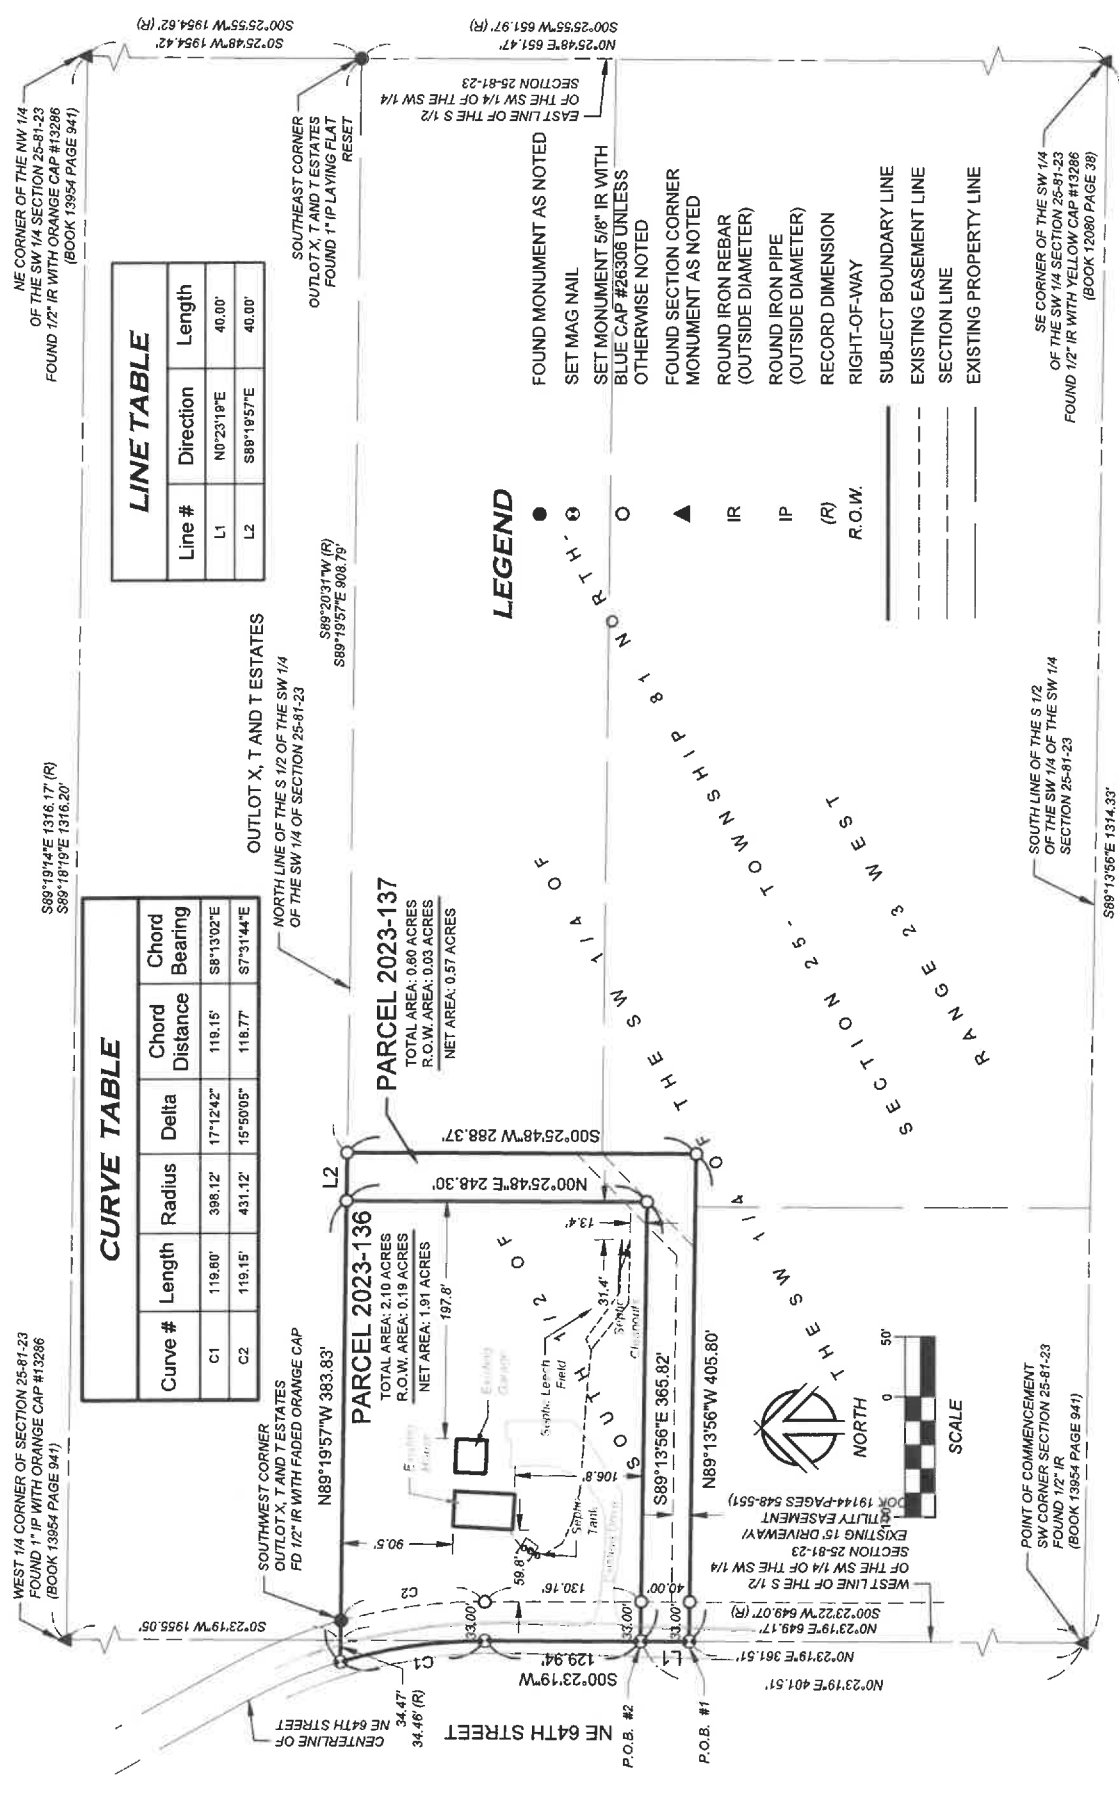 WEST 1/4 CORNER OF SECTION 25-81-23
FOUND 1" IP WITH ORANGE CAP #13286
(BOOK 13954 PAGE 941)
S89°19'14"E 1316.17' (R)
S89°18'19"E 1316.20'
NE CORNER OF THE NW 1/4
OF THE SW 1/4 SECTION 25-81-23
FOUND 1/2" IR WITH ORANGE CAP #13286
(BOOK 13954 PAGE 941)
CURVE TABLE
Curve # Length Radius Delta Chord Distance Chord Bearing
C1 119.60' 398.12' 17°12'42" 119.15' S8°13'02"E
C2 119.15' 431.12' 15°50'05" 118.77' S7°31'44"E
LINE TABLE
Line # Direction Length
L1 N0°23'19"E 40.00'
L2 S89°19'57"E 40.00'
S0°23'19"W 1955.05'
S0°25'48"W 1954.42'
S00°25'55"W 1954.62' (R)
SOUTHWEST CORNER
OUTLOT X, T AND T ESTATES
FD 1/2" IR WITH FADED ORANGE CAP
OUTLOT X, T AND T ESTATES
NORTH LINE OF THE S 1/2 OF THE SW 1/4
OF THE SW 1/4 OF SECTION 25-81-23
S89°20'31"W (R)
S89°19'57"E 908.79'
SOUTHEAST CORNER
OUTLOT X, T AND T ESTATES
FOUND 1" IP LAYING FLAT
RESET
CENTERLINE OF
NE 64TH STREET
34.47'
34.46' (R)
N89°19'57"W 383.83'
L2
PARCEL 2023-136
TOTAL AREA: 2.10 ACRES
R.O.W. AREA: 0.19 ACRES
NET AREA: 1.91 ACRES
PARCEL 2023-137
TOTAL AREA: 0.60 ACRES
R.O.W. AREA: 0.03 ACRES
NET AREA: 0.57 ACRES
C1
C2
90.5'
197.8'
Existing
House
Existing
Garage
N00°25'48"E 248.30'
S00°25'48"W 288.37'
N0°25'48"E 651.47'
S00°25'55"W 651.97' (R)
EAST LINE OF THE S 1/2
OF THE SW 1/4 OF THE SW 1/4
SECTION 25-81-23
NE 64TH STREET
S00°23'19"W
129.94'
33.00'
130.16'
59.8'
106.8'
Septic
Tank
Septic Leech
Field
31.4'
13.4'
Septic
Cleanouts
P.O.B. #2
33.00'
40.00'
S89°13'56"E 365.82'
L1
P.O.B. #1
33.00'
N89°13'56"W 405.80'
SOUTH 1/2 OF
THE SW 1/4 OF
THE SW 1/4 OF
SECTION 25 - TOWNSHIP 81 NORTH -
RANGE 23 WEST
N0°23'19"E 401.51'
N0°23'19"E 361.51'
N0°23'19"E 649.17'
S00°23'22"W 649.07' (R)
WEST LINE OF THE S 1/2
OF THE SW 1/4 OF THE SW 1/4
SECTION 25-81-23
EXISTING 15' DRIVEWAY/
UTILITY EASEMENT
19144-PAGES 548-551)
NORTH
0 50'
SCALE
LEGEND
FOUND MONUMENT AS NOTED
SET MAG NAIL
SET MONUMENT 5/8" IR WITH
BLUE CAP #26306 UNLESS
OTHERWISE NOTED
FOUND SECTION CORNER
MONUMENT AS NOTED
IR ROUND IRON REBAR
(OUTSIDE DIAMETER)
IP ROUND IRON PIPE
(OUTSIDE DIAMETER)
(R) RECORD DIMENSION
R.O.W. RIGHT-OF-WAY
SUBJECT BOUNDARY LINE
EXISTING EASEMENT LINE
SECTION LINE
EXISTING PROPERTY LINE
POINT OF COMMENCEMENT
SW CORNER SECTION 25-81-23
FOUND 1/2" IR
(BOOK 13954 PAGE 941)
SOUTH LINE OF THE S 1/2
OF THE SW 1/4 OF THE SW 1/4
SECTION 25-81-23
S89°13'56"E 1314.33'
SE CORNER OF THE SW 1/4
OF THE SW 1/4 SECTION 25-81-23
FOUND 1/2" IR WITH YELLOW CAP #13286
(BOOK 12080 PAGE 38)